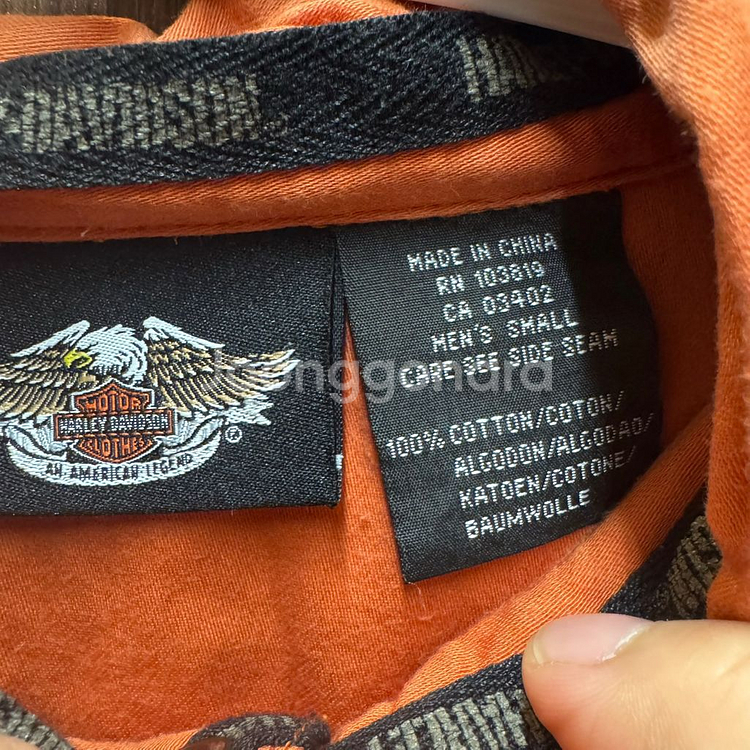 DAVIDSON
MOTOR
HARLEY-DAVIDSON
CLOTHES
®
AN AMERICAN LEGEND
MADE IN CHINA
RN 103819
CA 03402
MEN'S SMALL
CARE SEE SIDE SEAM
100% COTTON/COTON/
ALGODON/ALGODAO/
KATOEN/COTONE/
BAUMWOLLE